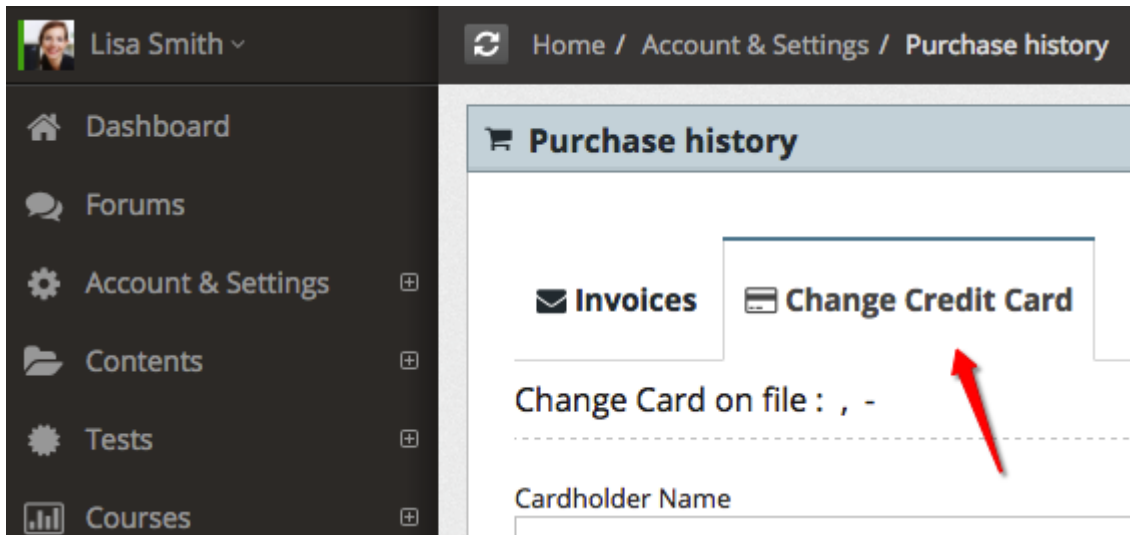 Lisa Smith
Home / Account & Settings / Purchase history
Dashboard
Forums
Account & Settings
Contents
Tests
Courses
Purchase history
Invoices
Change Credit Card
Change Card on file : , -
Cardholder Name